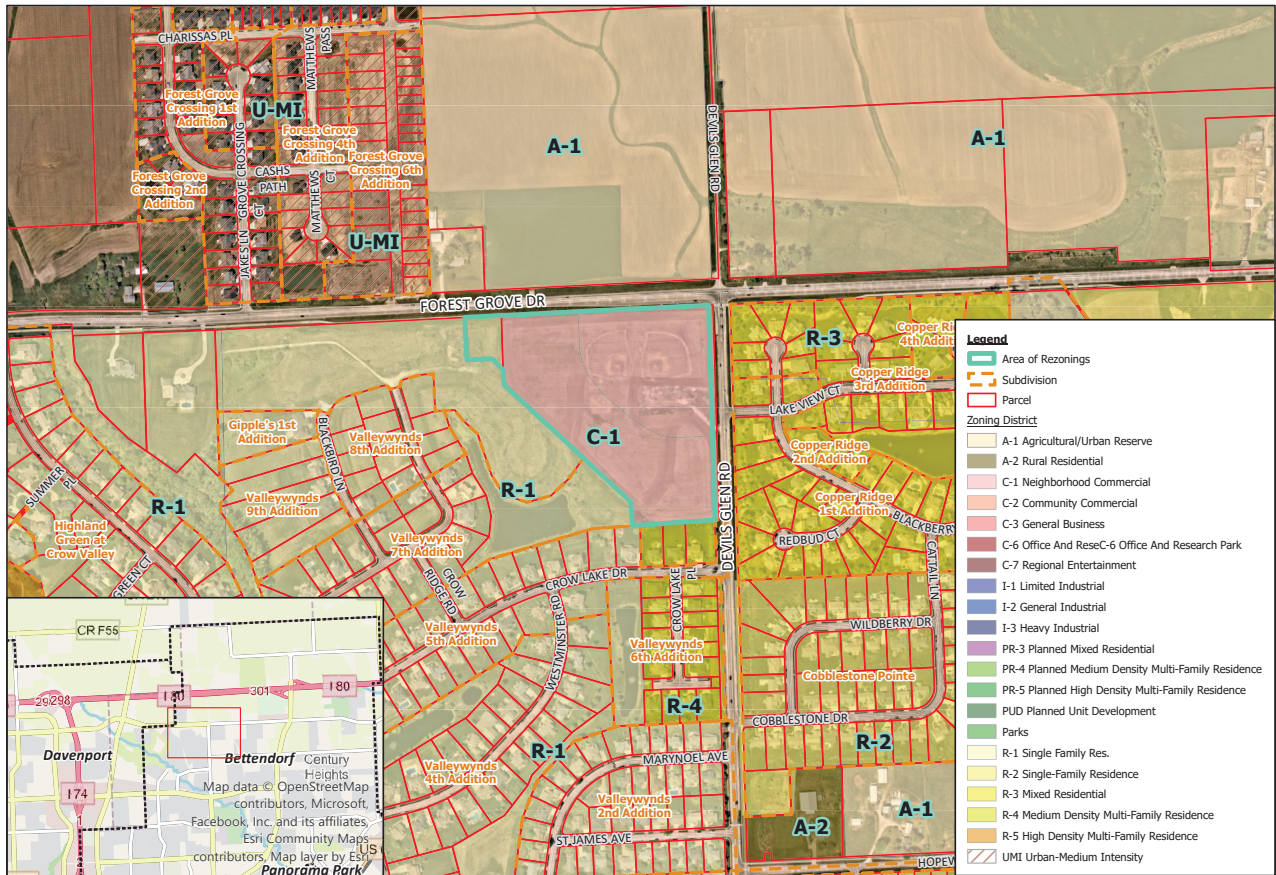 CHARISSAS PL
MATTHEWS
PASS
Forest Grove
Crossing 1st
Addition
U-MI
Forest Grove
Crossing 4th
Addition
Forest Grove
Crossing 6th
Addition
Forest Grove
Crossing 2nd
Addition
CASHS
PATH
GROVE CROSSING
CT
JAKES LN
MATTHEWS
CT
U-MI
A-1
DEVILS GLEN RD
A-1
FOREST GROVE DR
R-3
Copper Ri
4th Addition
Copper Ridge
3rd Addition
LAKE VIEW CT
Copper Ridge
2nd Addition
Copper Ridge
1st Addition
BLACKBERRY
REDBUD CT
CATTAIL LN
C-1
DEVILS GLEN RD
Gipple's 1st
Addition
BLACKBIRD LN
Valleywynds
8th Addition
Valleywynds
9th Addition
R-1
SUMMER
PL
R-1
Highland
Green at
Crow Valley
GREEN CT
Valleywynds
7th Addition
CROW
RIDGE RD
CROW LAKE DR
CROW LAKE
PL
Valleywynds
5th Addition
WESTMINSTER RD
Valleywynds
6th Addition
WILDBERRY DR
Cobblestone Pointe
R-4
COBBLESTONE DR
R-2
R-1
MARYNOEL AVE
Valleywynds
4th Addition
Valleywynds
2nd Addition
ST JAMES AVE
A-2
A-1
HOPEW
CR F55
29298
I 80
301
I 80
Davenport
Bettendorf
Century
Heights
I 74
1
Map data © OpenStreetMap
contributors, Microsoft,
Facebook, Inc. and its affiliates,
Esri Community Maps
contributors, Map layer by Esri
US
Panorama Park
Legend
Area of Rezonings
Subdivision
Parcel
Zoning District
A-1 Agricultural/Urban Reserve
A-2 Rural Residential
C-1 Neighborhood Commercial
C-2 Community Commercial
C-3 General Business
C-6 Office And ReseC-6 Office And Research Park
C-7 Regional Entertainment
I-1 Limited Industrial
I-2 General Industrial
I-3 Heavy Industrial
PR-3 Planned Mixed Residential
PR-4 Planned Medium Density Multi-Family Residence
PR-5 Planned High Density Multi-Family Residence
PUD Planned Unit Development
Parks
R-1 Single Family Res.
R-2 Single-Family Residence
R-3 Mixed Residential
R-4 Medium Density Multi-Family Residence
R-5 High Density Multi-Family Residence
UMI Urban-Medium Intensity